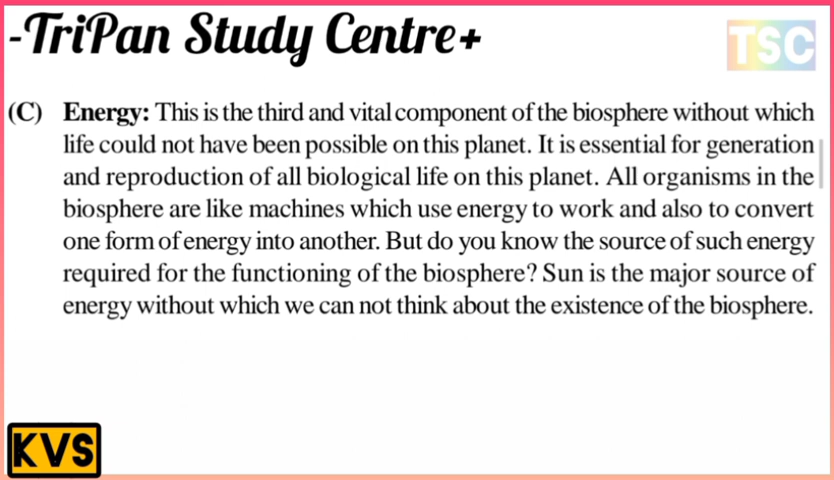 -TriPan Study Centre+
TSC
(C) Energy: This is the third and vital component of the biosphere without which
life could not have been possible on this planet. It is essential for generation
and reproduction of all biological life on this planet. All organisms in the
biosphere are like machines which use energy to work and also to convert
one form of energy into another. But do you know the source of such energy
required for the functioning of the biosphere? Sun is the major source of
energy without which we can not think about the existence of the biosphere.
KVS